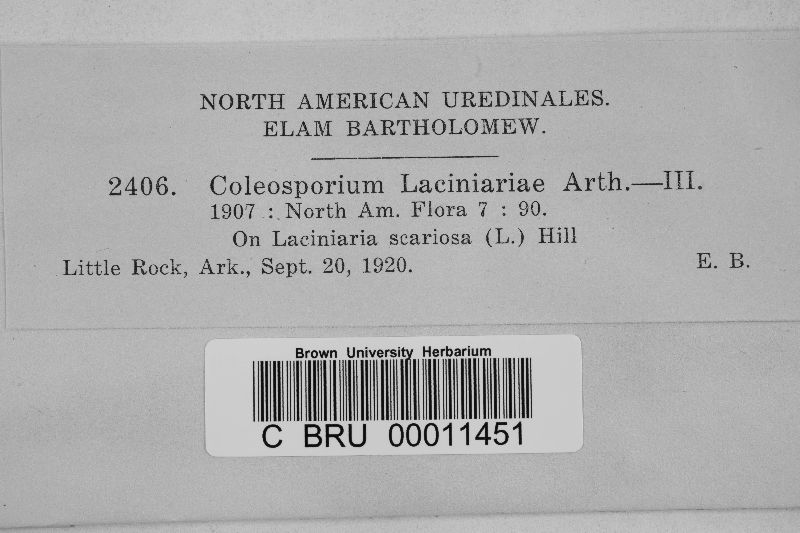 NORTH AMERICAN UREDINALES.
ELAM BARTHOLOMEW.
2406. Coleosporium Laciniariae Arth.—III.
1907 : North Am. Flora 7 : 90.
On Laciniaria scariosa (L.) Hill
Little Rock, Ark., Sept. 20, 1920. E. B.
Brown University Herbarium
C BRU 00011451